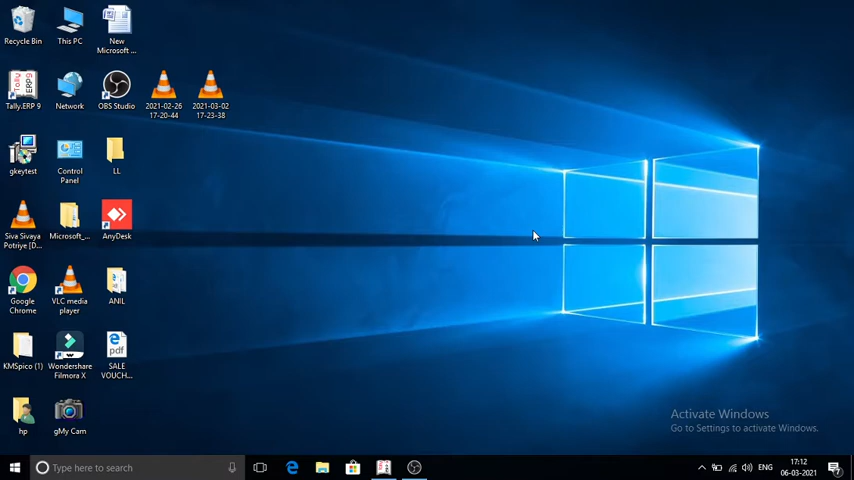 Recycle Bin
This PC
New
Microsoft ...
Tally.ERP 9
Network
OBS Studio
2021-02-26
17-20-44
2021-03-02
17-23-38
gkeytest
Control
Panel
LL
Siva Sivaya
Potriye [D...
Microsoft_...
AnyDesk
Google
Chrome
VLC media
player
ANIL
KMSpico (1)
Wondershare
Filmora X
pdf
SALE
VOUCH...
hp
gMy Cam
Activate Windows
Go to Settings to activate Windows.
Type here to search
ENG
17:12
06-03-2021